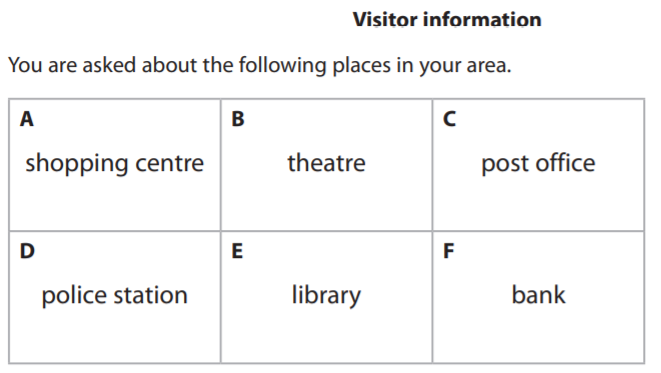 Visitor information
You are asked about the following places in your area.
A
shopping centre
B
theatre
C
post office
D
police station
E
library
F
bank